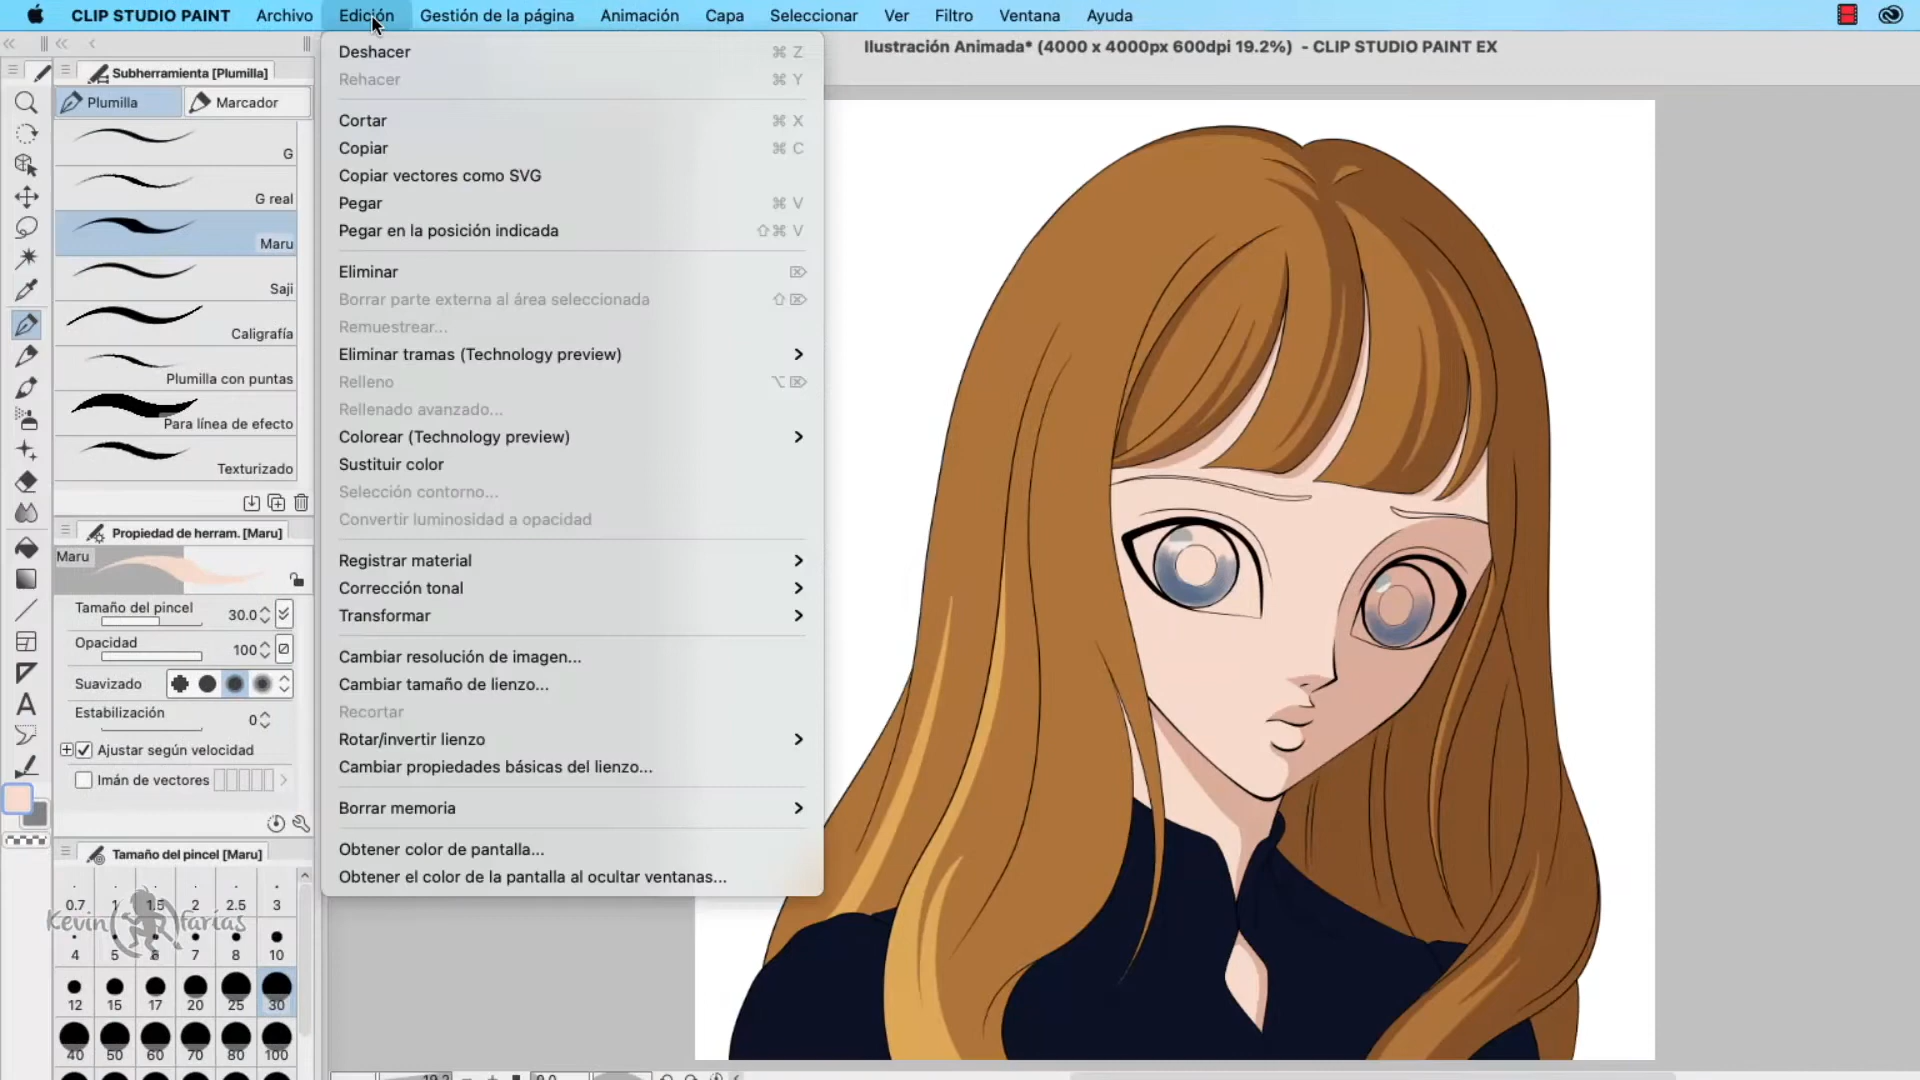 CLIP STUDIO PAINT Archivo Edición Gestión de la página Animación Capa Seleccionar Ver Filtro Ventana Ayuda
Ilustración Animada* (4000 x 4000px 600dpi 19.2%) - CLIP STUDIO PAINT EX
Subherramienta [Plumilla]
Plumilla Marcador
G
G real
Maru
Saji
Caligrafía
Plumilla con puntas
Para línea de efecto
Texturizado
Propiedad de herram. [Maru]
Maru
Tamaño del pincel 30.0
Opacidad 100
Suavizado
Estabilización 0
Ajustar según velocidad
Imán de vectores
Tamaño del pincel [Maru]
0.7 1 1.5 2 2.5 3
Kevin farías
4 5 6 7 8 10
12 15 17 20 25 30
40 50 60 70 80 100
Deshacer ⌘ Z
Rehacer ⌘ Y
Cortar ⌘ X
Copiar ⌘ C
Copiar vectores como SVG
Pegar ⌘ V
Pegar en la posición indicada ⇧⌘ V
Eliminar ⌦
Borrar parte externa al área seleccionada ⇧⌦
Remuestrear...
Eliminar tramas (Technology preview)
Relleno ⌥⌦
Rellenado avanzado...
Colorear (Technology preview)
Sustituir color
Selección contorno...
Convertir luminosidad a opacidad
Registrar material
Corrección tonal
Transformar
Cambiar resolución de imagen...
Cambiar tamaño de lienzo...
Recortar
Rotar/invertir lienzo
Cambiar propiedades básicas del lienzo...
Borrar memoria
Obtener color de pantalla...
Obtener el color de la pantalla al ocultar ventanas...
19.2 0.0